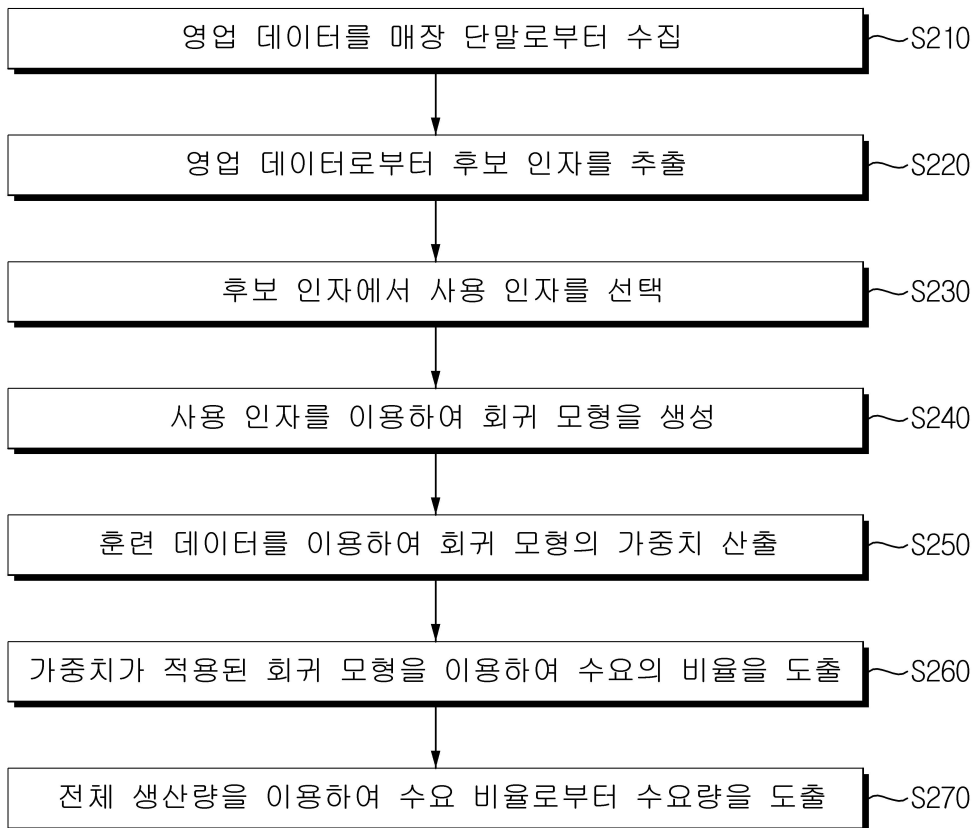 영업 데이터를 매장 단말로부터 수집 S210
영업 데이터로부터 후보 인자를 추출 S220
후보 인자에서 사용 인자를 선택 S230
사용 인자를 이용하여 회귀 모형을 생성 S240
훈련 데이터를 이용하여 회귀 모형의 가중치 산출 S250
가중치가 적용된 회귀 모형을 이용하여 수요의 비율을 도출 S260
전체 생산량을 이용하여 수요 비율로부터 수요량을 도출 S270